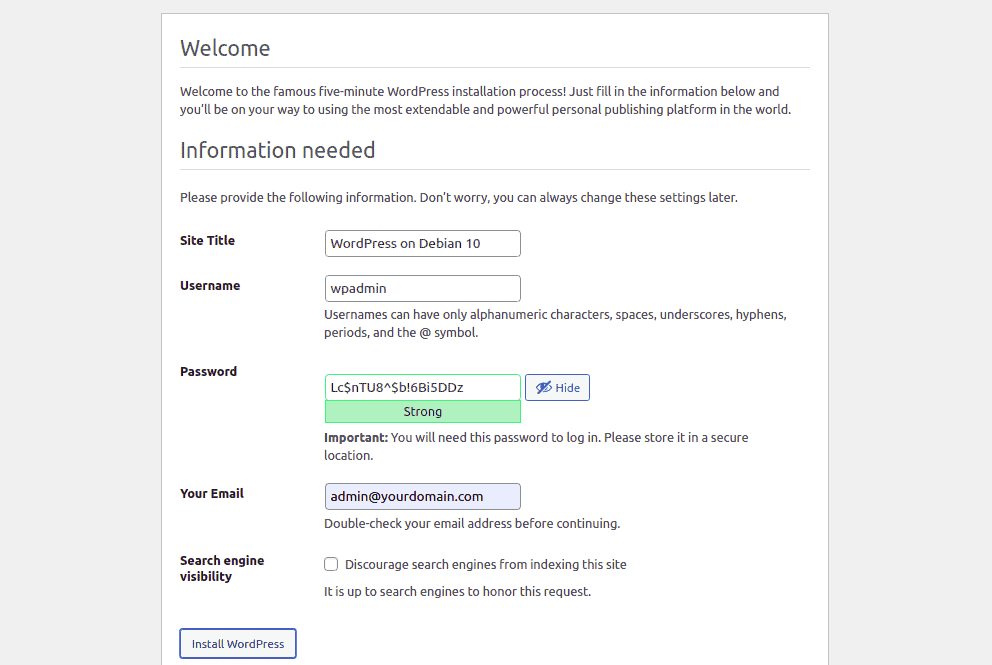 Welcome
Welcome to the famous five-minute WordPress installation process! Just fill in the information below and
you’ll be on your way to using the most extendable and powerful personal publishing platform in the world.
Information needed
Please provide the following information. Don’t worry, you can always change these settings later.
Site Title
WordPress on Debian 10
Username
wpadmin
Usernames can have only alphanumeric characters, spaces, underscores, hyphens,
periods, and the @ symbol.
Password
Lc$nTU8^$b!6Bi5DDz
Hide
Strong
Important: You will need this password to log in. Please store it in a secure
location.
Your Email
admin@yourdomain.com
Double-check your email address before continuing.
Search engine
visibility
Discourage search engines from indexing this site
It is up to search engines to honor this request.
Install WordPress